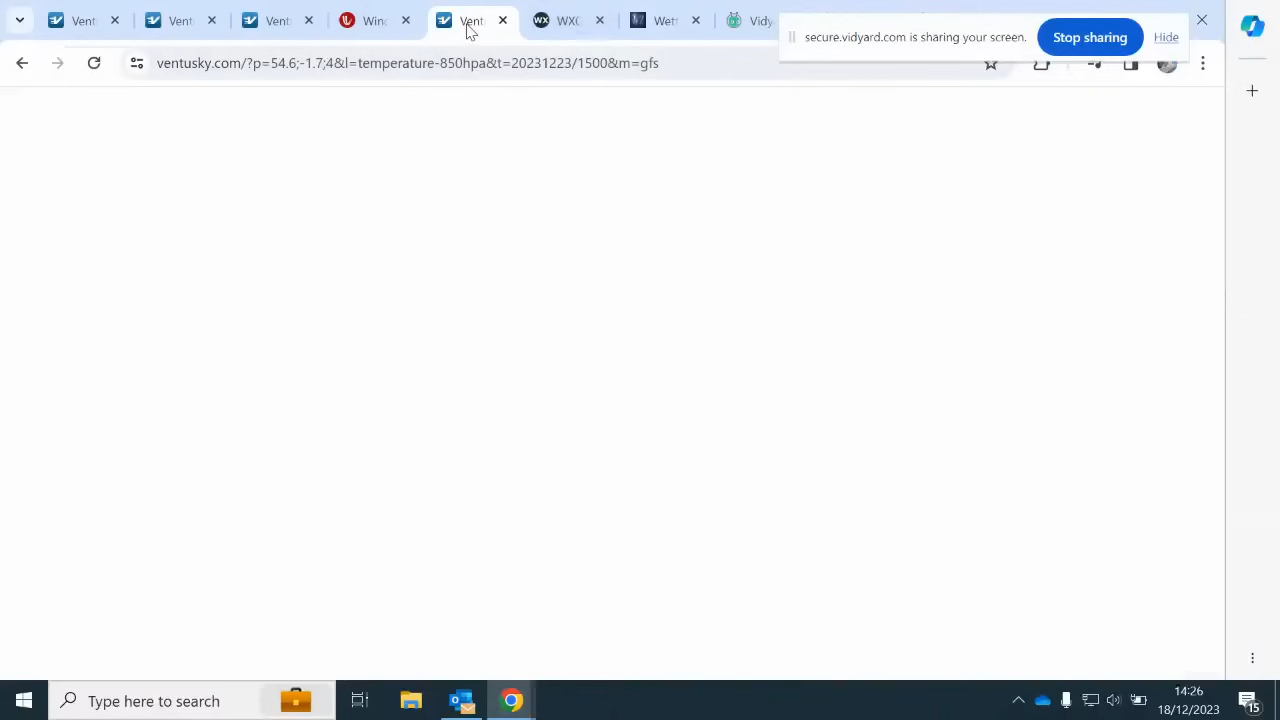 Vent
Vent
Vent
Winc
Vent
WXC
Wett
Vidy
secure.vidyard.com is sharing your screen.
Stop sharing
Hide
ventusky.com/?p=54.6;-1.7;4&l=temperature-850hpa&t=20231223/1500&m=gfs
Type here to search
14:26
18/12/2023
15